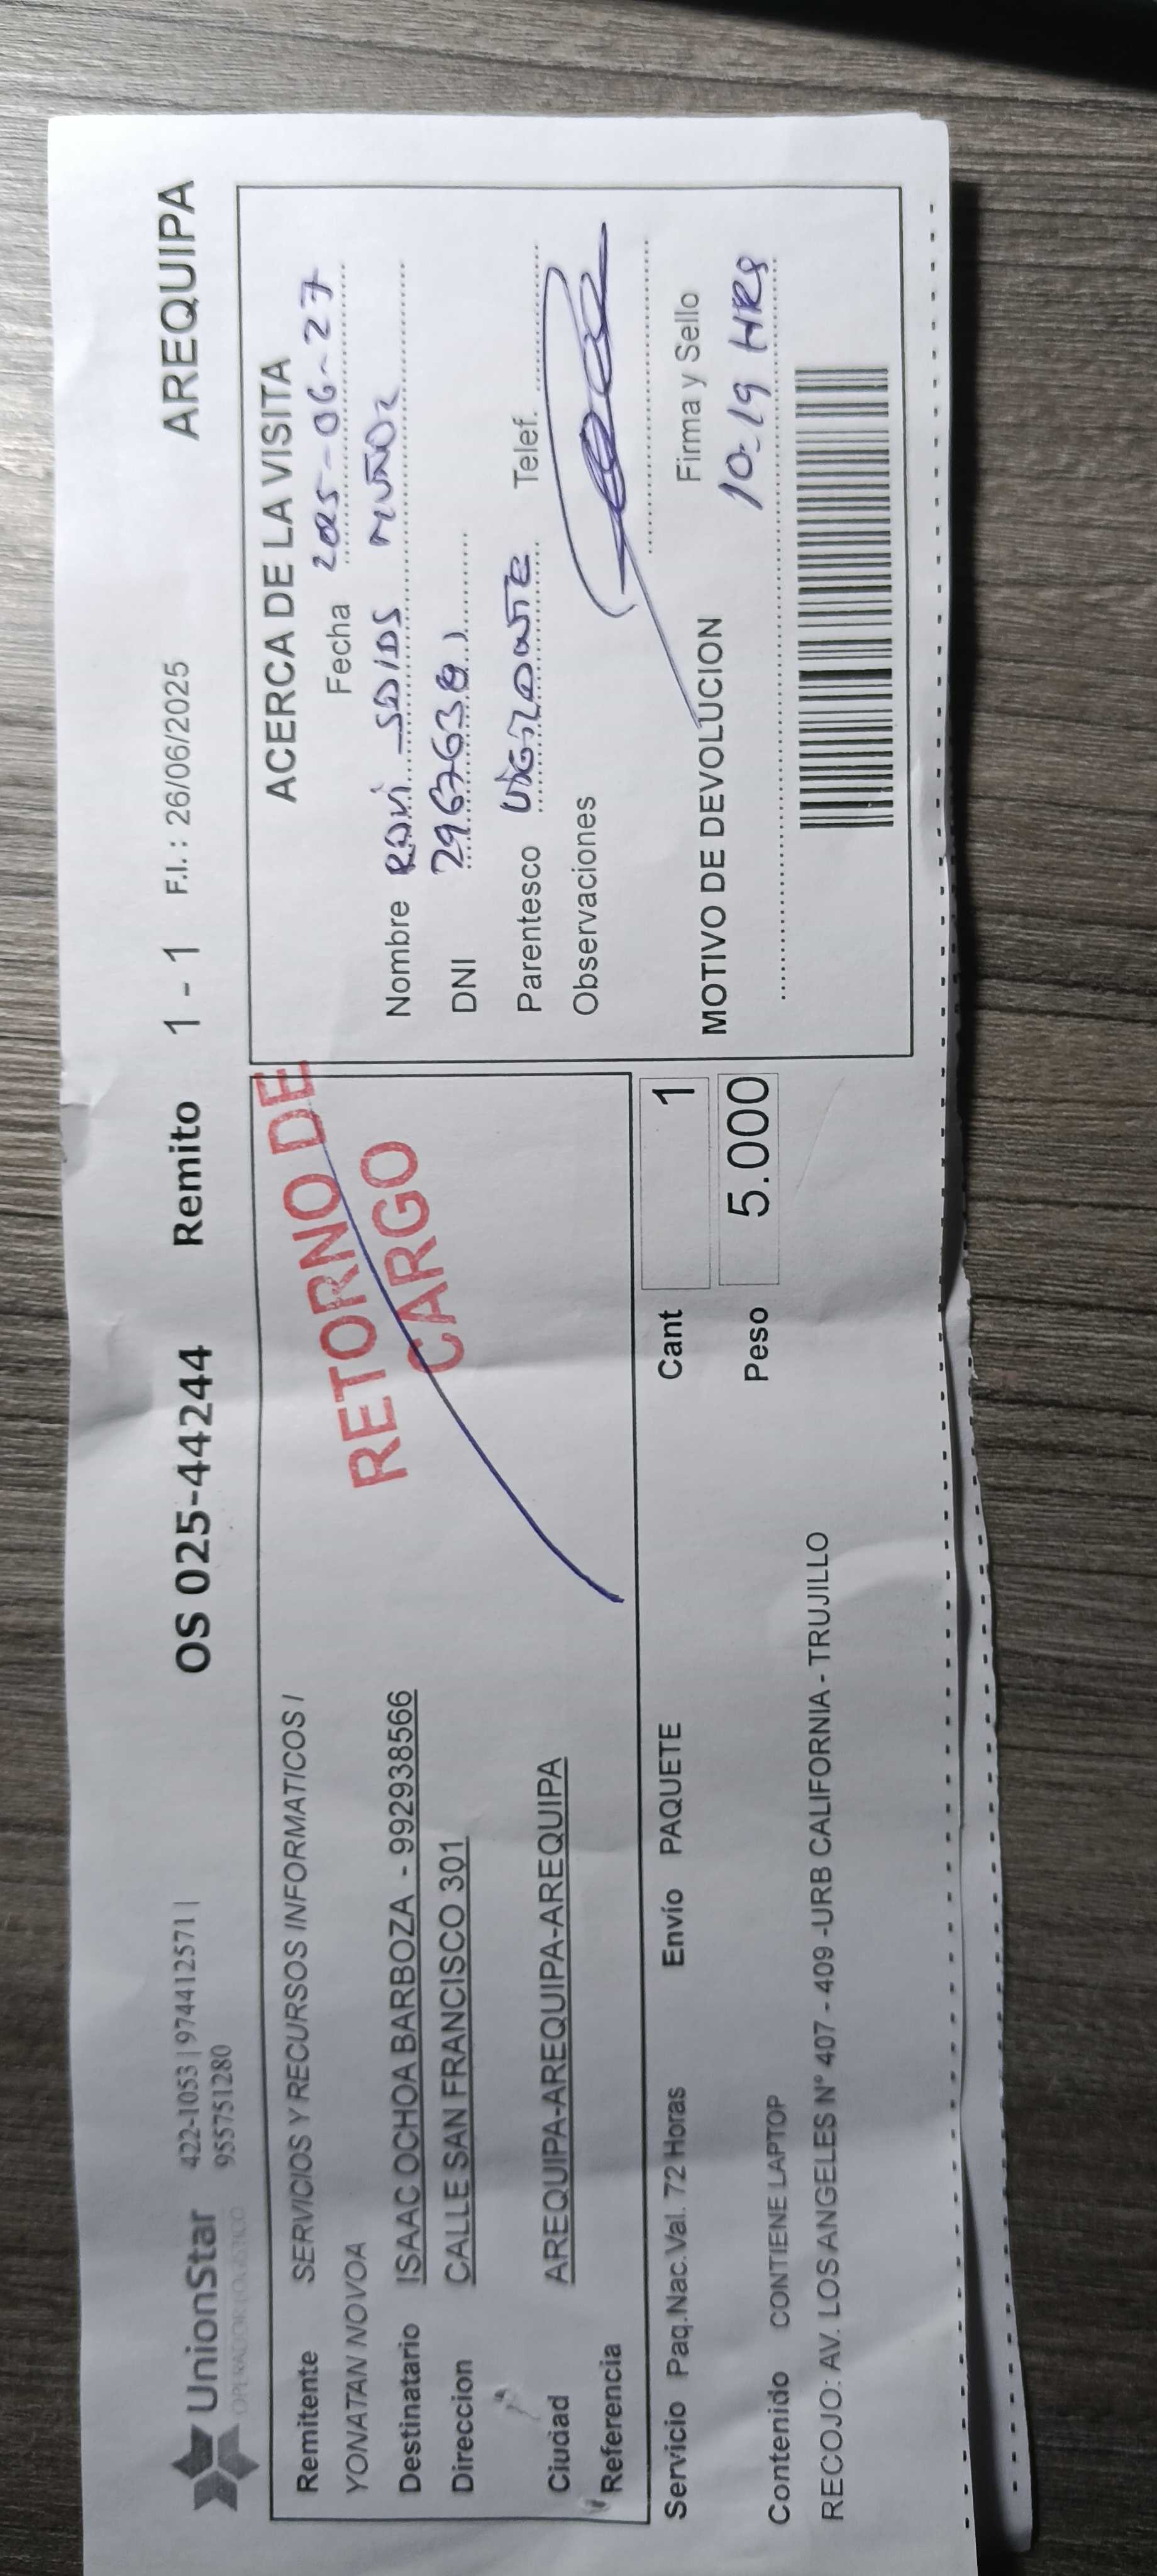 UnionStar
OPERADOR LOGISTICO
422-1053 | 974412571 |
955751280
OS 025-44244 Remito 1 - 1 F.I. : 26/06/2025 AREQUIPA
Remitente SERVICIOS Y RECURSOS INFORMATICOS I
YONATAN NOVOA
Destinatario ISAAC OCHOA BARBOZA - 992938566
Direccion CALLE SAN FRANCISCO 301
Ciudad AREQUIPA-AREQUIPA-AREQUIPA
Referencia
RETORNO DE
CARGO
Servicio Paq.Nac.Val. 72 Horas Envío PAQUETE Cant 1
Contenido CONTIENE LAPTOP Peso 5.000
RECOJO: AV. LOS ANGELES Nº 407 - 409 -URB CALIFORNIA - TRUJILLO
ACERCA DE LA VISITA
Fecha 2025-06-27
Nombre MUÑOZ
DNI
Parentesco VIGILANTE Telef.
Observaciones
Firma y Sello
MOTIVO DE DEVOLUCION 10-19 HRS